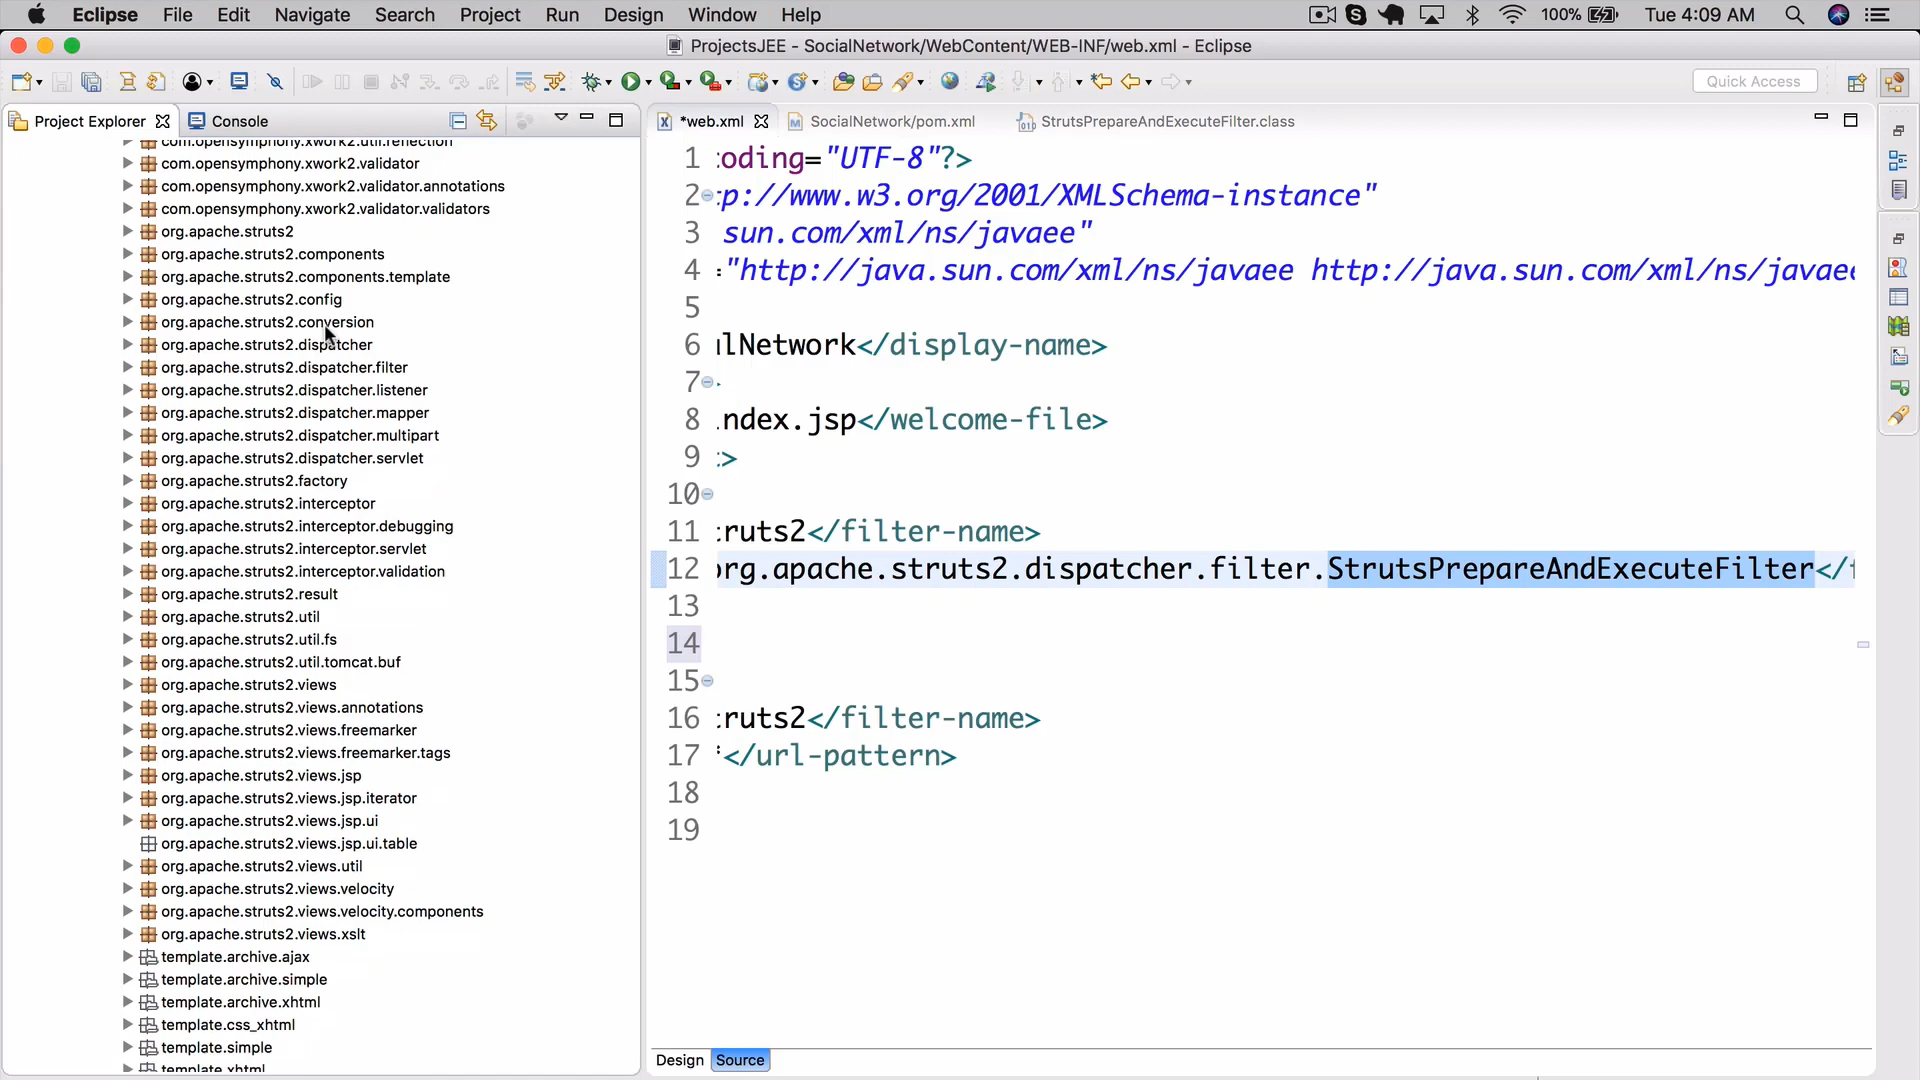 Eclipse File Edit Navigate Search Project Run Design Window Help 100% Tue 4:09 AM
ProjectsJEE - SocialNetwork/WebContent/WEB-INF/web.xml - Eclipse
Quick Access
Project Explorer Console
*web.xml SocialNetwork/pom.xml StrutsPrepareAndExecuteFilter.class
com.opensymphony.xwork2.util.reflection
com.opensymphony.xwork2.validator
com.opensymphony.xwork2.validator.annotations
com.opensymphony.xwork2.validator.validators
org.apache.struts2
org.apache.struts2.components
org.apache.struts2.components.template
org.apache.struts2.config
org.apache.struts2.conversion
org.apache.struts2.dispatcher
org.apache.struts2.dispatcher.filter
org.apache.struts2.dispatcher.listener
org.apache.struts2.dispatcher.mapper
org.apache.struts2.dispatcher.multipart
org.apache.struts2.dispatcher.servlet
org.apache.struts2.factory
org.apache.struts2.interceptor
org.apache.struts2.interceptor.debugging
org.apache.struts2.interceptor.servlet
org.apache.struts2.interceptor.validation
org.apache.struts2.result
org.apache.struts2.util
org.apache.struts2.util.fs
org.apache.struts2.util.tomcat.buf
org.apache.struts2.views
org.apache.struts2.views.annotations
org.apache.struts2.views.freemarker
org.apache.struts2.views.freemarker.tags
org.apache.struts2.views.jsp
org.apache.struts2.views.jsp.iterator
org.apache.struts2.views.jsp.ui
org.apache.struts2.views.jsp.ui.table
org.apache.struts2.views.util
org.apache.struts2.views.velocity
org.apache.struts2.views.velocity.components
org.apache.struts2.views.xslt
template.archive.ajax
template.archive.simple
template.archive.xhtml
template.css_xhtml
template.simple
template.xhtml
1 oding="UTF-8"?>
2 p://www.w3.org/2001/XMLSchema-instance"
3 sun.com/xml/ns/javaee"
4 ="http://java.sun.com/xml/ns/javaee http://java.sun.com/xml/ns/javaee
5
6 lNetwork</display-name>
7
8 ndex.jsp</welcome-file>
9 >
10
11 ruts2</filter-name>
12 org.apache.struts2.dispatcher.filter.StrutsPrepareAndExecuteFilter</f
13
14
15
16 ruts2</filter-name>
17 </url-pattern>
18
19
Design Source